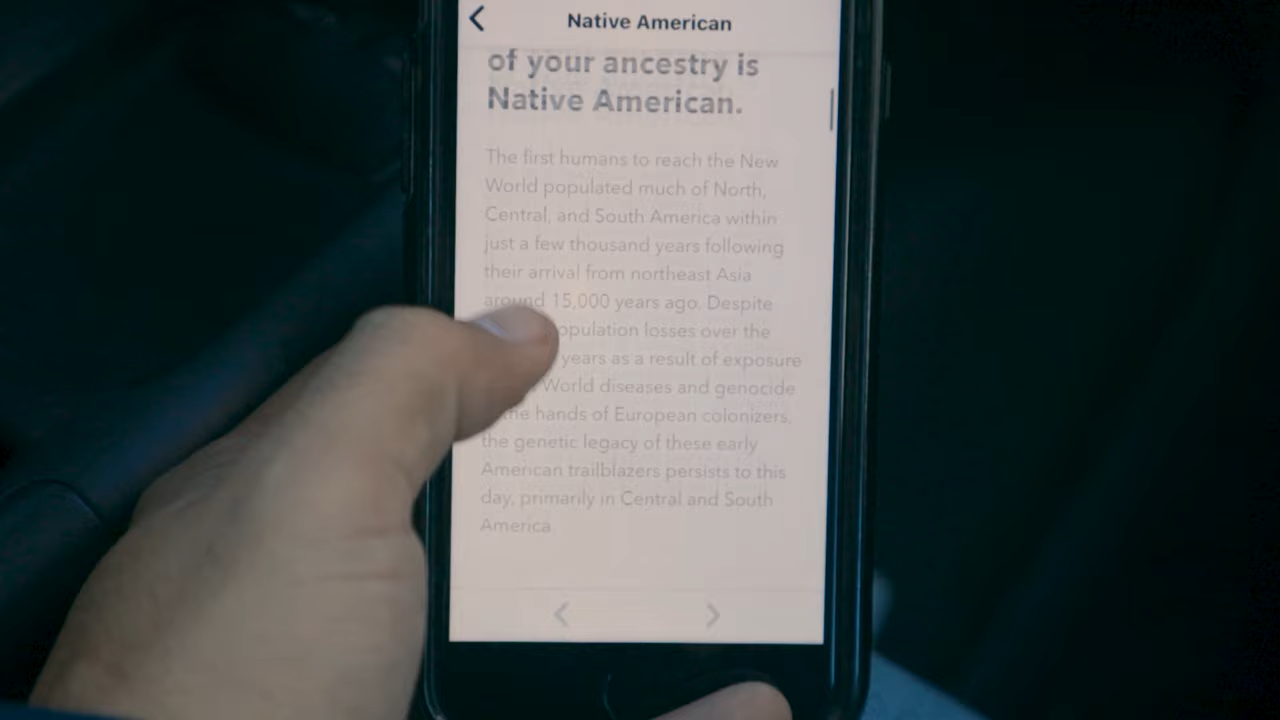 Native American
of your ancestry is
Native American.
The first humans to reach the New
World populated much of North,
Central, and South America within
just a few thousand years following
their arrival from northeast Asia
around 15,000 years ago. Despite
opulation losses over the
years as a result of exposure
World diseases and genocide
the hands of European colonizers,
the genetic legacy of these early
American trailblazers persists to this
day, primarily in Central and South
America.